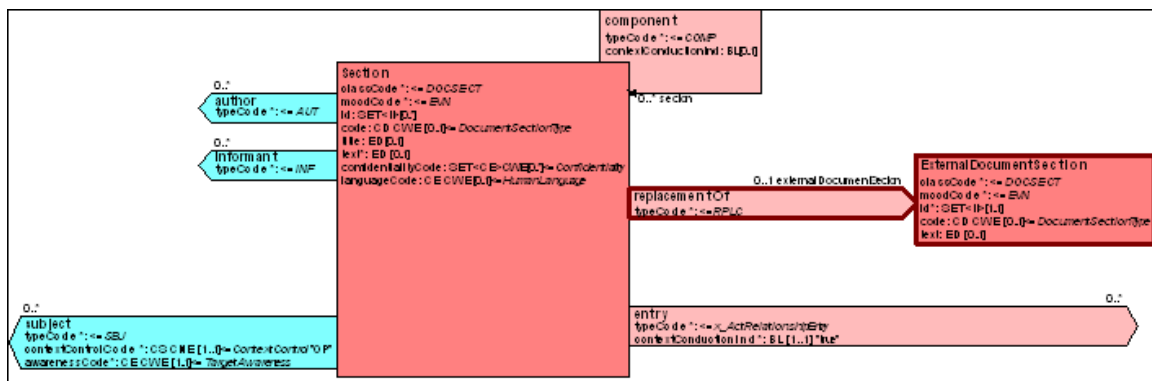 component
typeCode*: <= COMP
contextConductionInd: BL[0..1]
0..* section
Section
classCode*: <= DOCSECT
moodCode*: <= EVN
id: SET<II>[0..*]
code: CD CWE [0..1]<= DocumentSectionType
title: ED [0..1]
text*: ED [0..1]
confidentialityCode: SET<CE>CWE[0..*]<= Confidentiality
languageCode: CE CWE[0..1]<= HumanLanguage
0..*
author
typeCode*: <= AUT
0..*
informant
typeCode*: <= INF
0..1 externalDocumentSection
replacementOf
typeCode*: <= RPLC
ExternalDocumentSection
classCode*: <= DOCSECT
moodCode*: <= EVN
id*: SET<II>[1..1]
code: CD CWE [0..1]<= DocumentSectionType
text: ED [0..1]
0..*
subject
typeCode*: <= SBJ
contextControlCode*: CS CNE [1..1]<= ContextControl "OP"
awarenessCode*: CE CWE [1..1]<= TargetAwareness
0..*
entry
typeCode*: <= x_ActRelationshipEntry
contextConductionInd*: BL [1..1] "true"